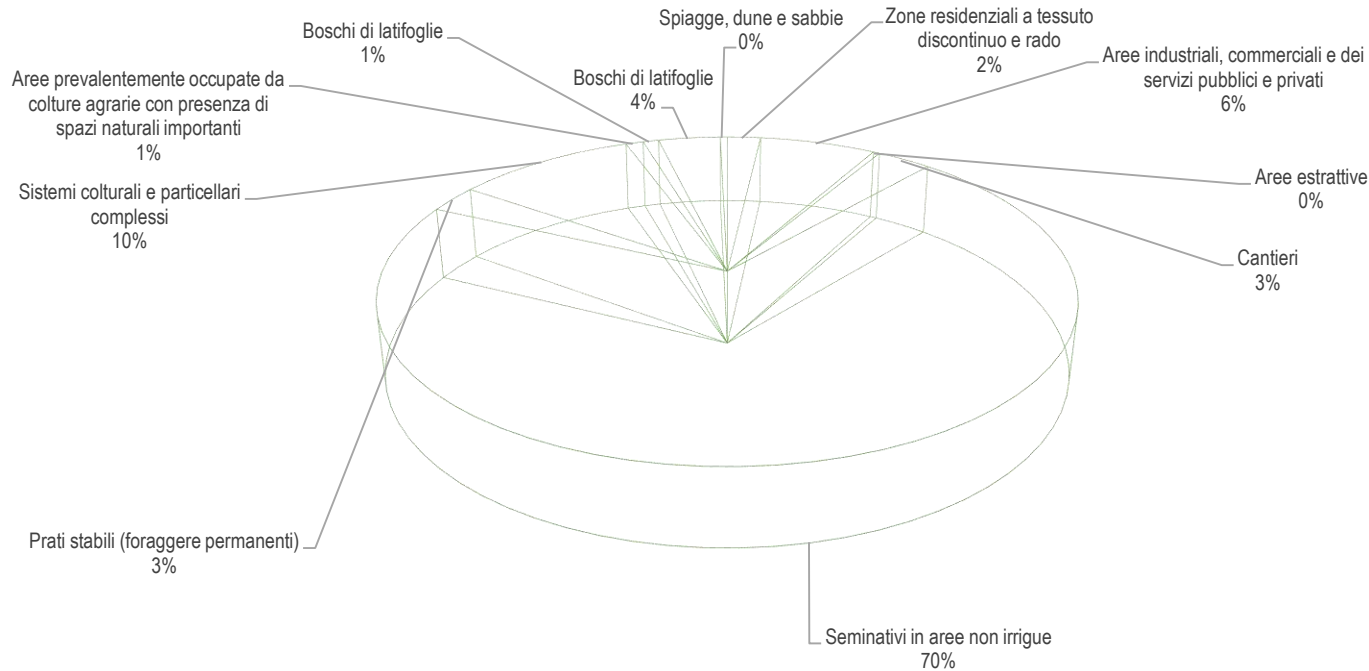 Spiagge, dune e sabbie
0%
Zone residenziali a tessuto
discontinuo e rado
2%
Boschi di latifoglie
1%
Boschi di latifoglie
4%
Aree industriali, commerciali e dei
servizi pubblici e privati
6%
Aree prevalentemente occupate da
colture agrarie con presenza di
spazi naturali importanti
1%
Aree estrattive
0%
Sistemi colturali e particellari
complessi
10%
Cantieri
3%
Prati stabili (foraggere permanenti)
3%
Seminativi in aree non irrigue
70%